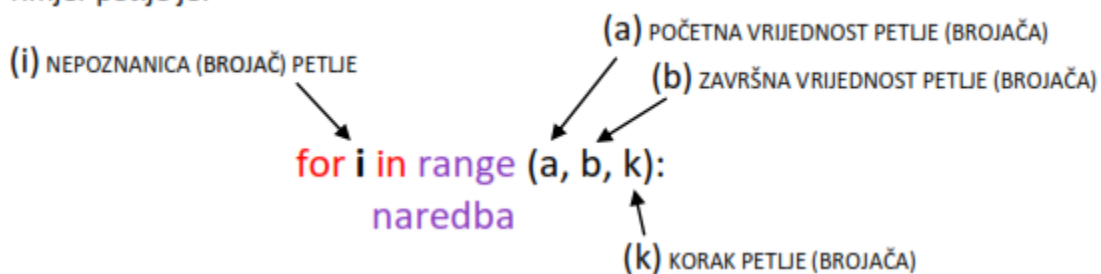 (a) POČETNA VRIJEDNOST PETLJE (BROJAČA)
(i) NEPOZNANICA (BROJAČ) PETLJE
(b) ZAVRŠNA VRIJEDNOST PETLJE (BROJAČA)
for i in range (a, b, k):
naredba
(k) KORAK PETLJE (BROJAČA)